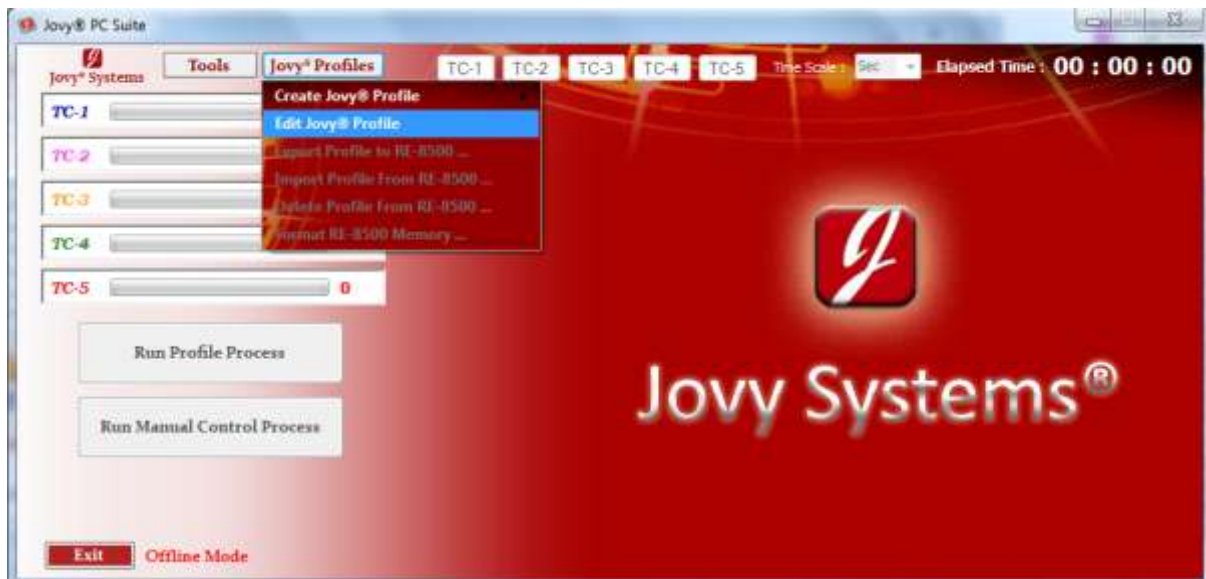 Jovy® PC Suite
Jovy® Systems
Tools
Jovy® Profiles
TC-1 TC-2 TC-3 TC-4 TC-5
Time Scale : Sec
Elapsed Time : 00 : 00 : 00
Create Jovy® Profile
Edit Jovy® Profile
Export Profile to RE-8500 ...
Import Profile From RE-8500 ...
Delete Profile From RE-8500 ...
Format RE-8500 Memory ...
TC-1
TC-2
TC-3
TC-4
TC-5 0
Run Profile Process
Run Manual Control Process
Jovy Systems®
Exit Offline Mode